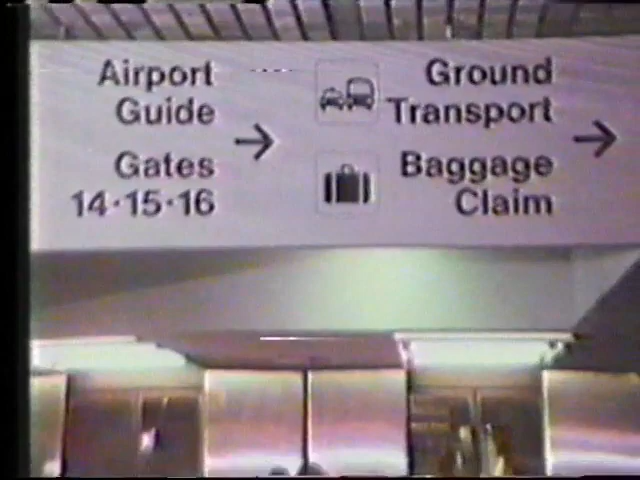 Airport
Guide
Gates
14·15·16
Ground
Transport
Baggage
Claim